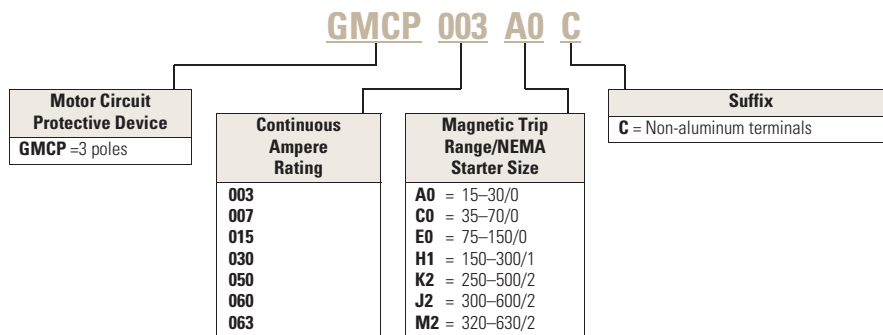 GMCP 003 A0 C
Motor Circuit
Protective Device
GMCP =3 poles
Continuous
Ampere
Rating
003
007
015
030
050
060
063
Magnetic Trip
Range/NEMA
Starter Size
A0 = 15–30/0
C0 = 35–70/0
E0 = 75–150/0
H1 = 150–300/1
K2 = 250–500/2
J2 = 300–600/2
M2 = 320–630/2
Suffix
C = Non-aluminum terminals